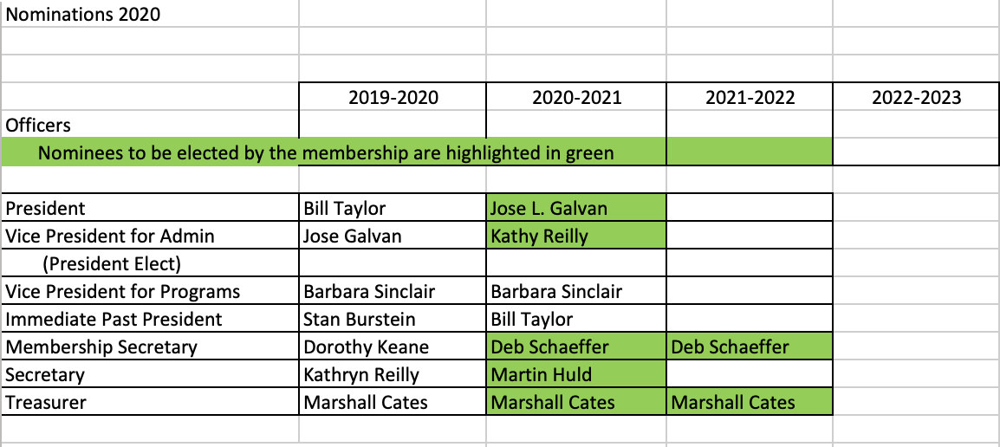 Nominations 2020
2019-2020 2020-2021 2021-2022 2022-2023
Officers
Nominees to be elected by the membership are highlighted in green
President Bill Taylor Jose L. Galvan
Vice President for Admin Jose Galvan Kathy Reilly
(President Elect)
Vice President for Programs Barbara Sinclair Barbara Sinclair
Immediate Past President Stan Burstein Bill Taylor
Membership Secretary Dorothy Keane Deb Schaeffer Deb Schaeffer
Secretary Kathryn Reilly Martin Huld
Treasurer Marshall Cates Marshall Cates Marshall Cates